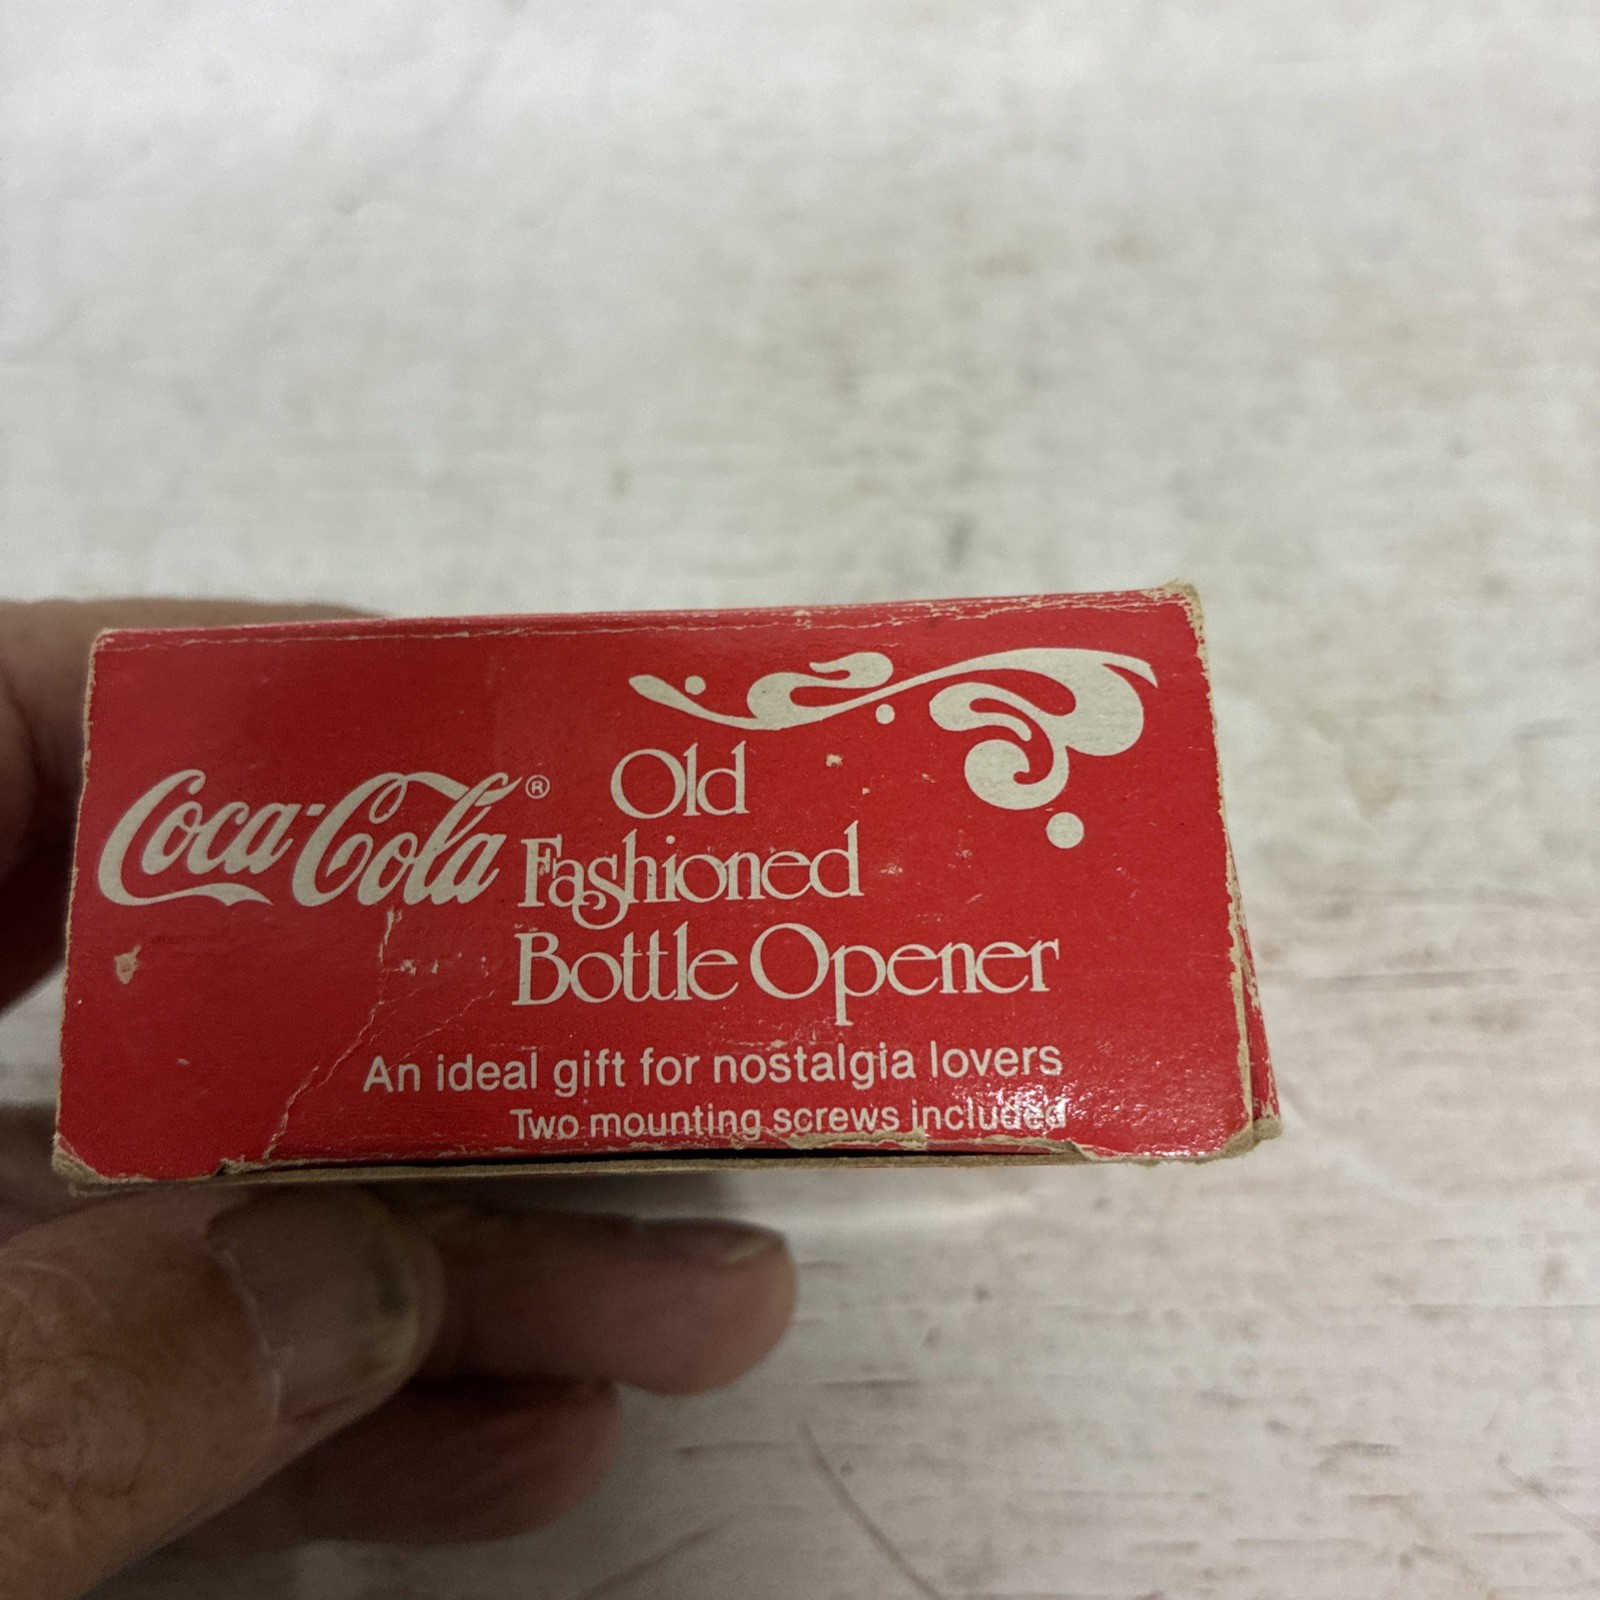 Coca-Cola®
Old
Fashioned
Bottle Opener
An ideal gift for nostalgia lovers
Two mounting screws included